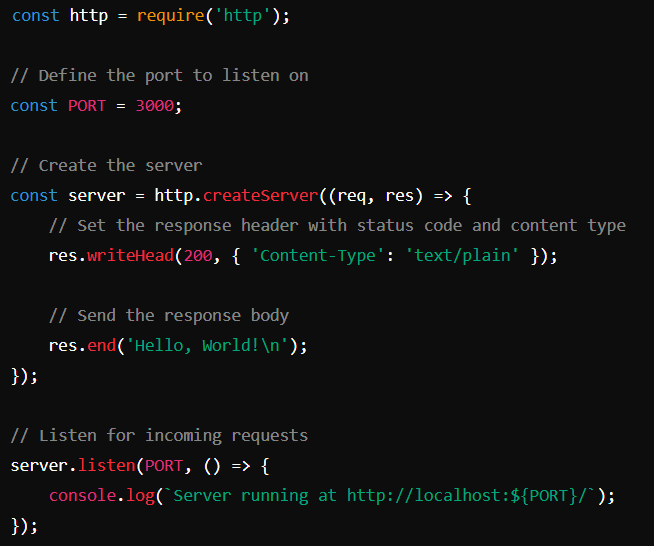 const http = require('http');

// Define the port to listen on
const PORT = 3000;

// Create the server
const server = http.createServer((req, res) => {
    // Set the response header with status code and content type
    res.writeHead(200, { 'Content-Type': 'text/plain' });

    // Send the response body
    res.end('Hello, World!\n');
});

// Listen for incoming requests
server.listen(PORT, () => {
    console.log(`Server running at http://localhost:${PORT}/`);
});